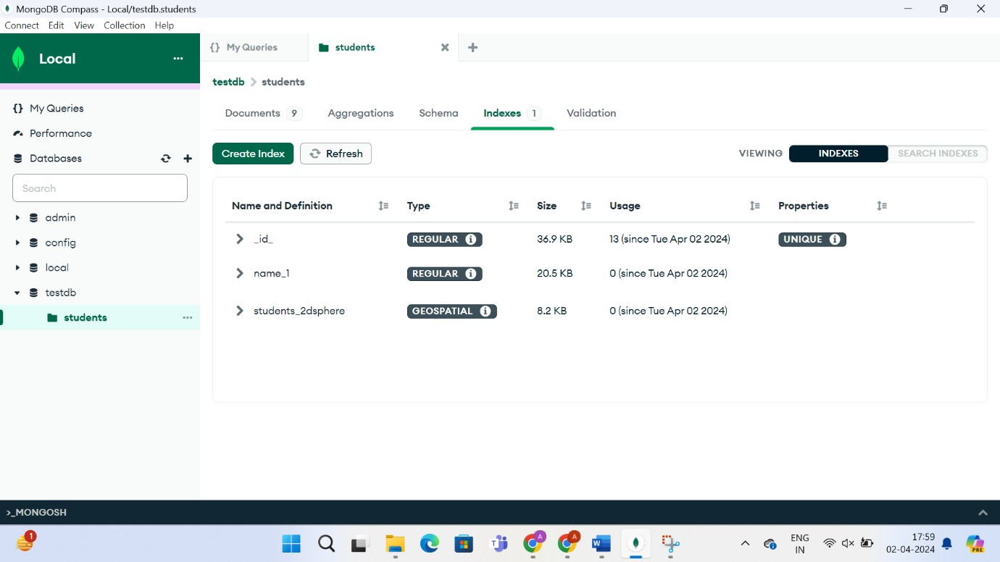 MongoDB Compass - Local/testdb.students
Connect Edit View Collection Help
Local
{} My Queries
students
My Queries
Performance
Databases
Search
admin
config
local
testdb
students
testdb > students
Documents 9 Aggregations Schema Indexes 1 Validation
Create Index Refresh VIEWING INDEXES SEARCH INDEXES
Name and Definition Type Size Usage Properties
_id_ REGULAR 36.9 KB 13 (since Tue Apr 02 2024) UNIQUE
name_1 REGULAR 20.5 KB 0 (since Tue Apr 02 2024)
students_2dsphere GEOSPATIAL 8.2 KB 0 (since Tue Apr 02 2024)
>_MONGOSH
1
A
A
W
T
PRE
ENG
IN
17:59
02-04-2024